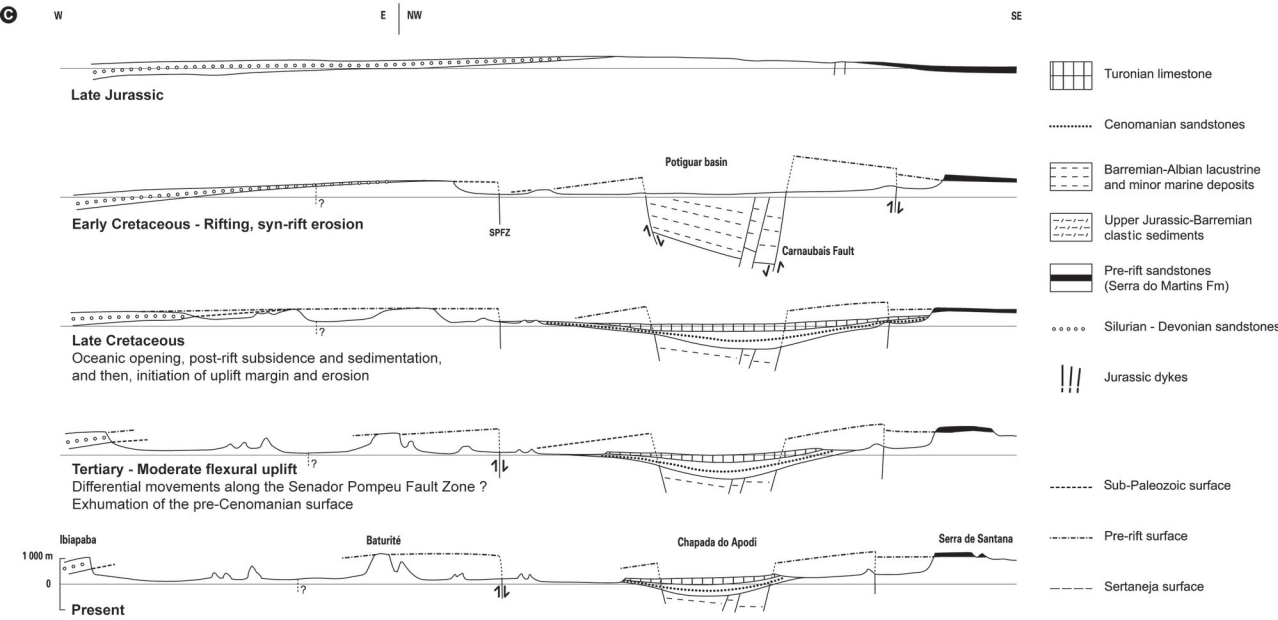 C
W
E
NW
SE
Late Jurassic
Potiguar basin
?
Early Cretaceous - Rifting, syn-rift erosion
SPFZ
Carnaubais Fault
?
Late Cretaceous
Oceanic opening, post-rift subsidence and sedimentation,
and then, initiation of uplift margin and erosion
?
Tertiary - Moderate flexural uplift
Differential movements along the Senador Pompeu Fault Zone ?
Exhumation of the pre-Cenomanian surface
Ibiapaba
Baturité
Chapada do Apodi
Serra de Santana
1 000 m
0
?
Present
Turonian limestone
Cenomanian sandstones
Barremian-Albian lacustrine
and minor marine deposits
Upper Jurassic-Barremian
clastic sediments
Pre-rift sandstones
(Serra do Martins Fm)
Silurian - Devonian sandstones
Jurassic dykes
Sub-Paleozoic surface
Pre-rift surface
Sertaneja surface